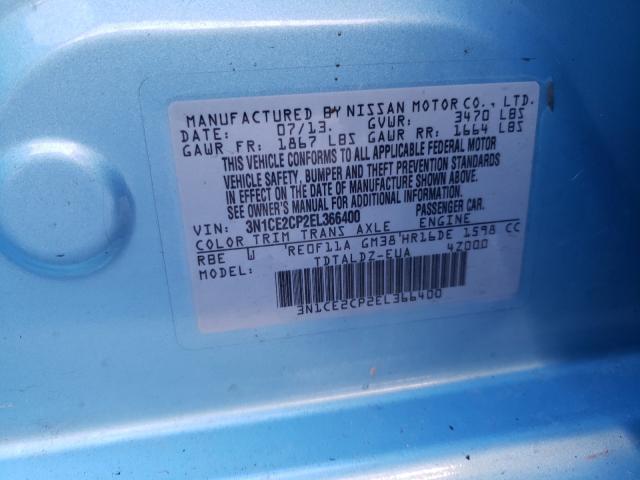 MANUFACTURED BY NISSAN MOTOR CO., LTD.
DATE: 07/13. GVWR: 3470 LBS
GAWR FR: 1867 LBS GAWR RR: 1664 LBS
THIS VEHICLE CONFORMS TO ALL APPLICABLE FEDERAL MOTOR
VEHICLE SAFETY, BUMPER AND THEFT PREVENTION STANDARDS
IN EFFECT ON THE DATE OF MANUFACTURE SHOWN ABOVE.
SEE OWNER'S MANUAL FOR ADDITIONAL INFORMATION.
VIN: 3N1CE2CP2EL366400 PASSENGER CAR.
COLOR TRIM TRANS AXLE ENGINE
RBE W RE0F11A GM38 HR16DE 1598 CC
MODEL: TDTALDZ-EUA 4Z000
3N1CE2CP2EL366400